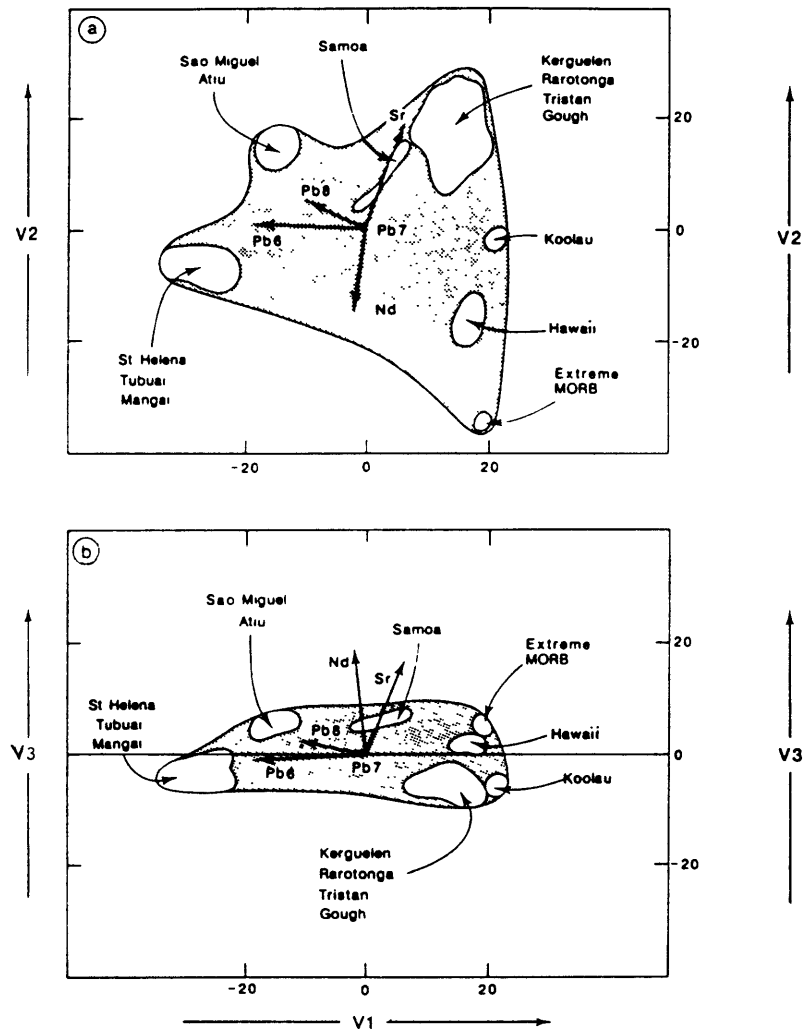 a
Sao Miguel
Atiu
Samoa
Kerguelen
Rarotonga
Tristan
Gough
Sr
20
Pb8
V2
Pb6
Pb7
0
Koolau
V2
Nd
Hawaii
-20
St Helena
Tubuai
Mangai
Extreme
MORB
-20
0
20
b
Sao Miguel
Atiu
Samoa
Extreme
MORB
20
Nd
Sr
St Helena
Tubuai
Mangai
Pb8
Hawaii
V3
0
V3
Pb6
Pb7
Koolau
Kerguelen
Rarotonga
Tristan
Gough
-20
-20
0
20
V1